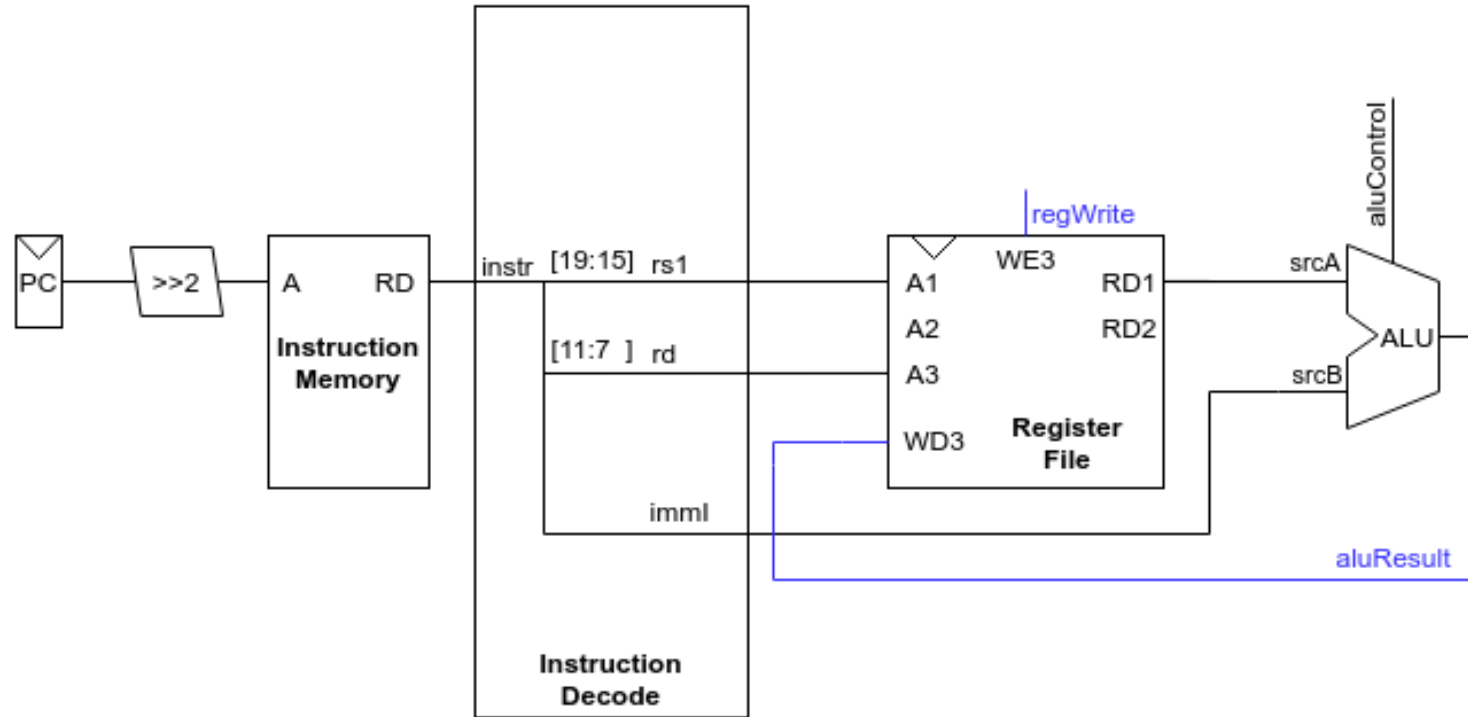 aluControl
regWrite
PC
>>2
A
RD
Instruction
Memory
instr
[19:15]
rs1
[11:7 ]
rd
immI
Instruction
Decode
WE3
A1
A2
A3
WD3
RD1
RD2
Register
File
srcA
srcB
ALU
aluResult